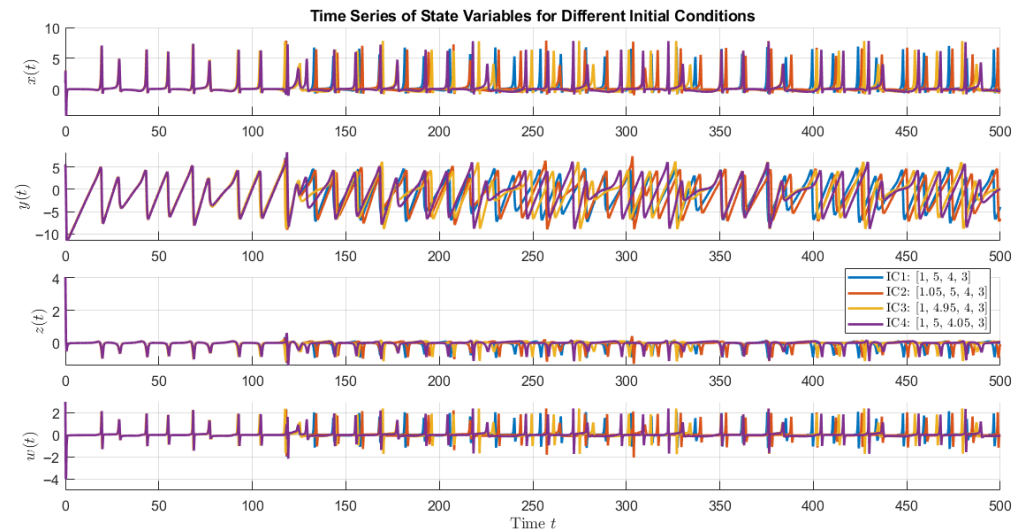 Time Series of State Variables for Different Initial Conditions
10
5
0
x(t)
0 50 100 150 200 250 300 350 400 450 500
5
0
-5
-10
y(t)
0 50 100 150 200 250 300 350 400 450 500
4
2
0
z(t)
IC1: [1, 5, 4, 3]
IC2: [1.05, 5, 4, 3]
IC3: [1, 4.95, 4, 3]
IC4: [1, 5, 4.05, 3]
0 50 100 150 200 250 300 350 400 450 500
2
0
-2
-4
w(t)
0 50 100 150 200 250 300 350 400 450 500
Time t